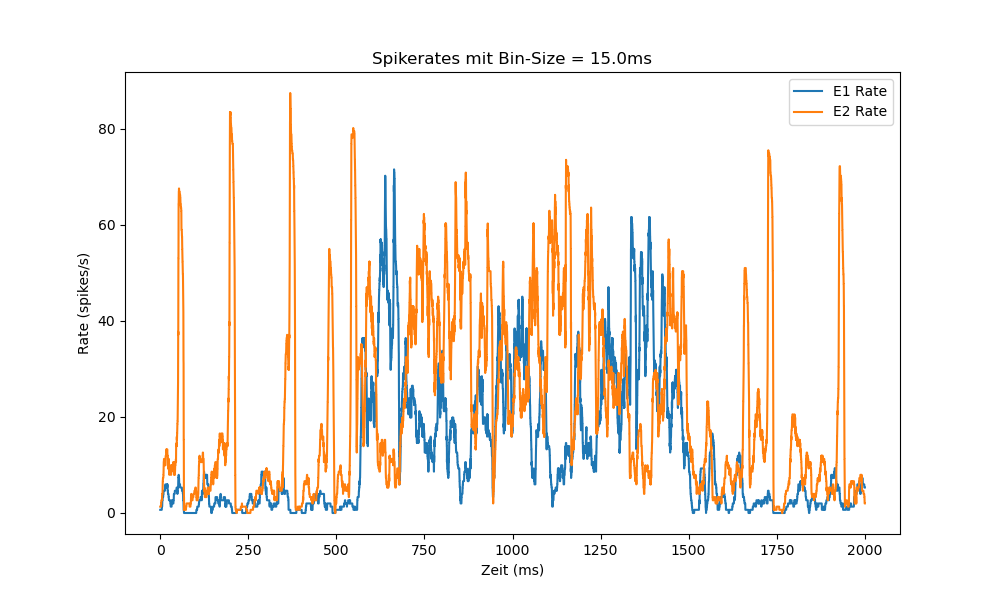 Spikerates mit Bin-Size = 15.0ms
E1 Rate
E2 Rate
Rate (spikes/s)
80
60
40
20
0
0 250 500 750 1000 1250 1500 1750 2000
Zeit (ms)